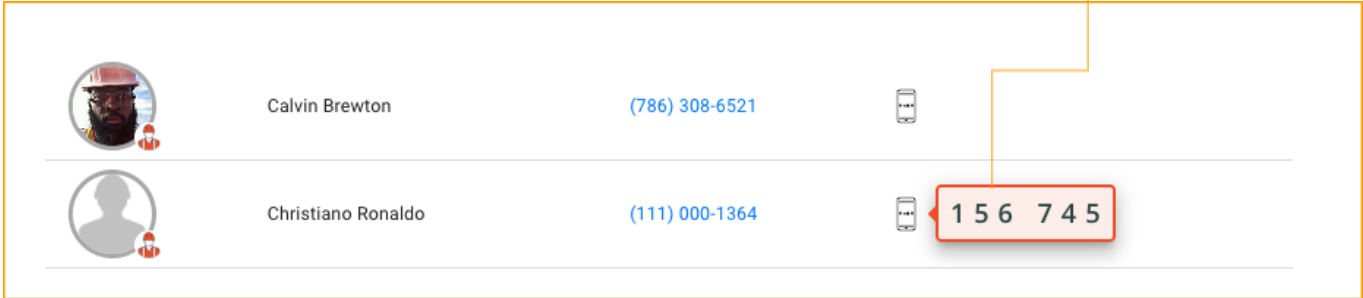 Calvin Brewton (786) 308-6521
Christiano Ronaldo (111) 000-1364 156 745